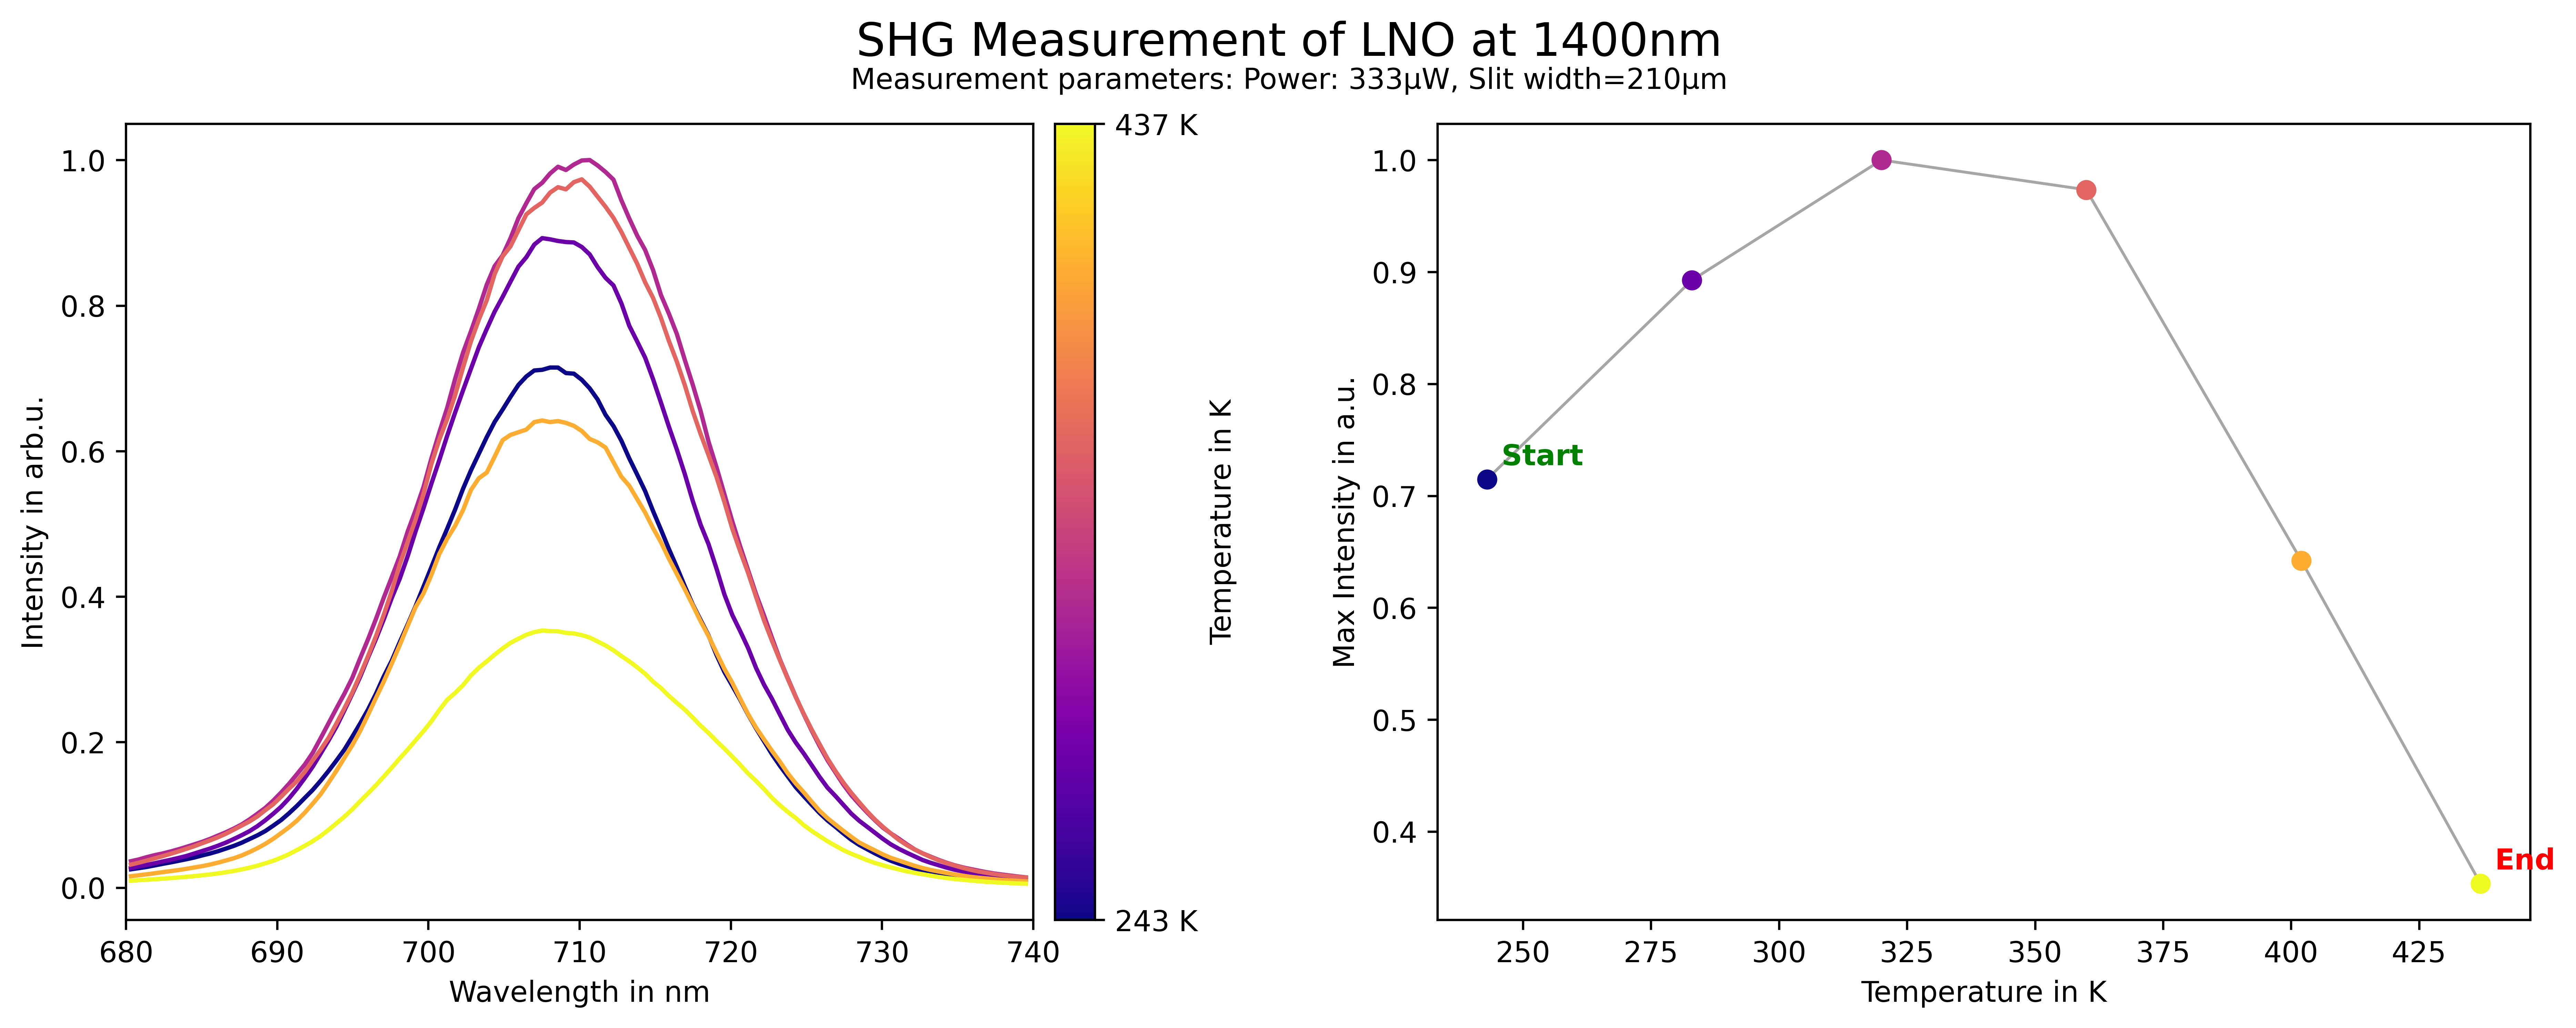 SHG Measurement of LNO at 1400nm
Measurement parameters: Power: 333µW, Slit width=210µm
Intensity in arb.u.
1.0
0.8
0.6
0.4
0.2
0.0
680 690 700 710 720 730 740
Wavelength in nm
437 K
243 K
Temperature in K
Max Intensity in a.u.
1.0
0.9
0.8
0.7
0.6
0.5
0.4
Start
End
250 275 300 325 350 375 400 425
Temperature in K